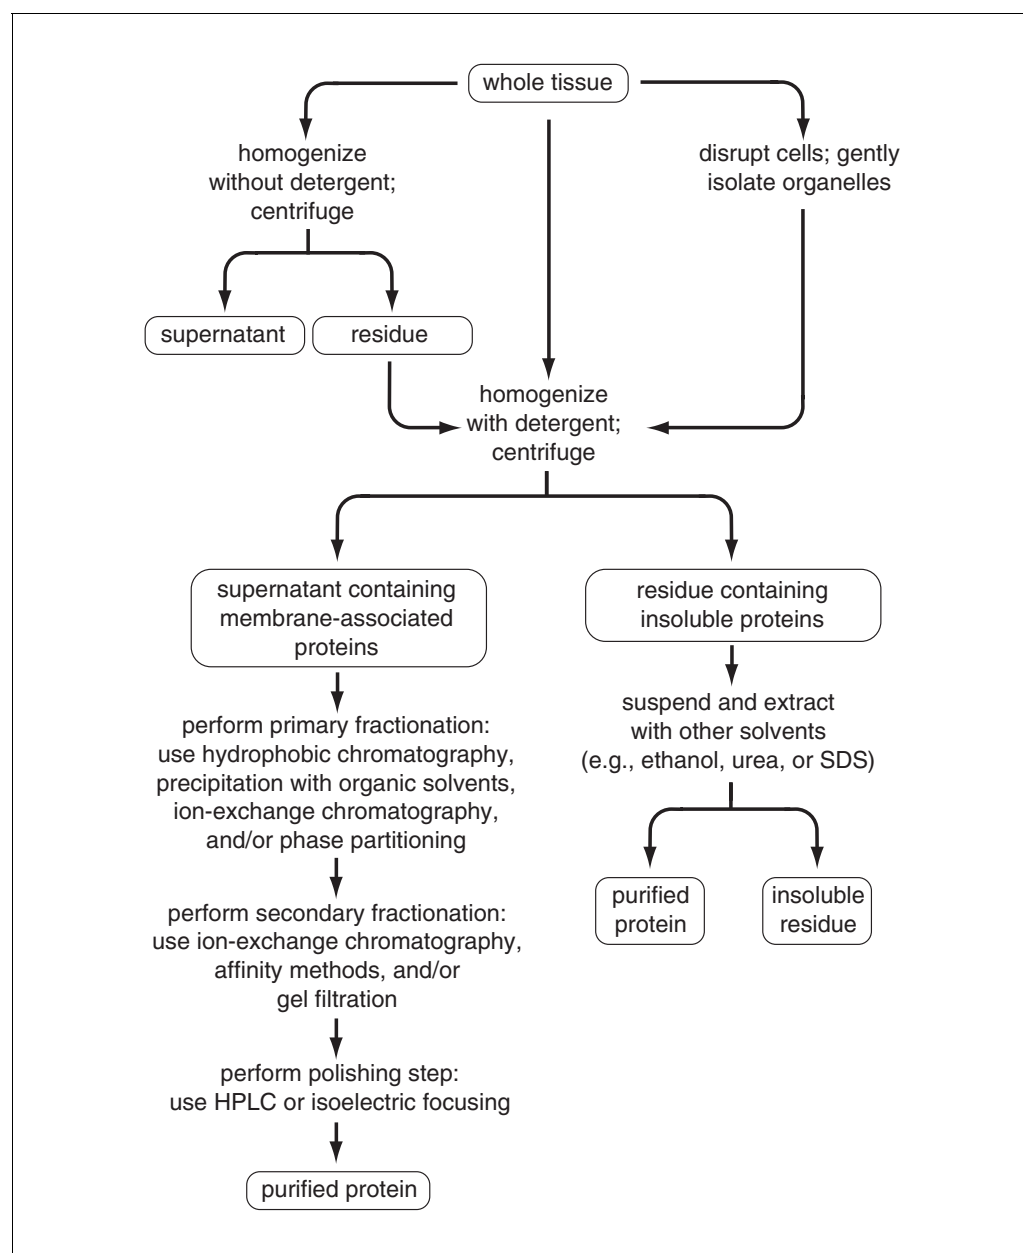 whole tissue
homogenize
without detergent;
centrifuge
disrupt cells; gently
isolate organelles
supernatant
residue
homogenize
with detergent;
centrifuge
supernatant containing
membrane-associated
proteins
residue containing
insoluble proteins
perform primary fractionation:
use hydrophobic chromatography,
precipitation with organic solvents,
ion-exchange chromatography,
and/or phase partitioning
suspend and extract
with other solvents
(e.g., ethanol, urea, or SDS)
purified
protein
insoluble
residue
perform secondary fractionation:
use ion-exchange chromatography,
affinity methods, and/or
gel filtration
perform polishing step:
use HPLC or isoelectric focusing
purified protein